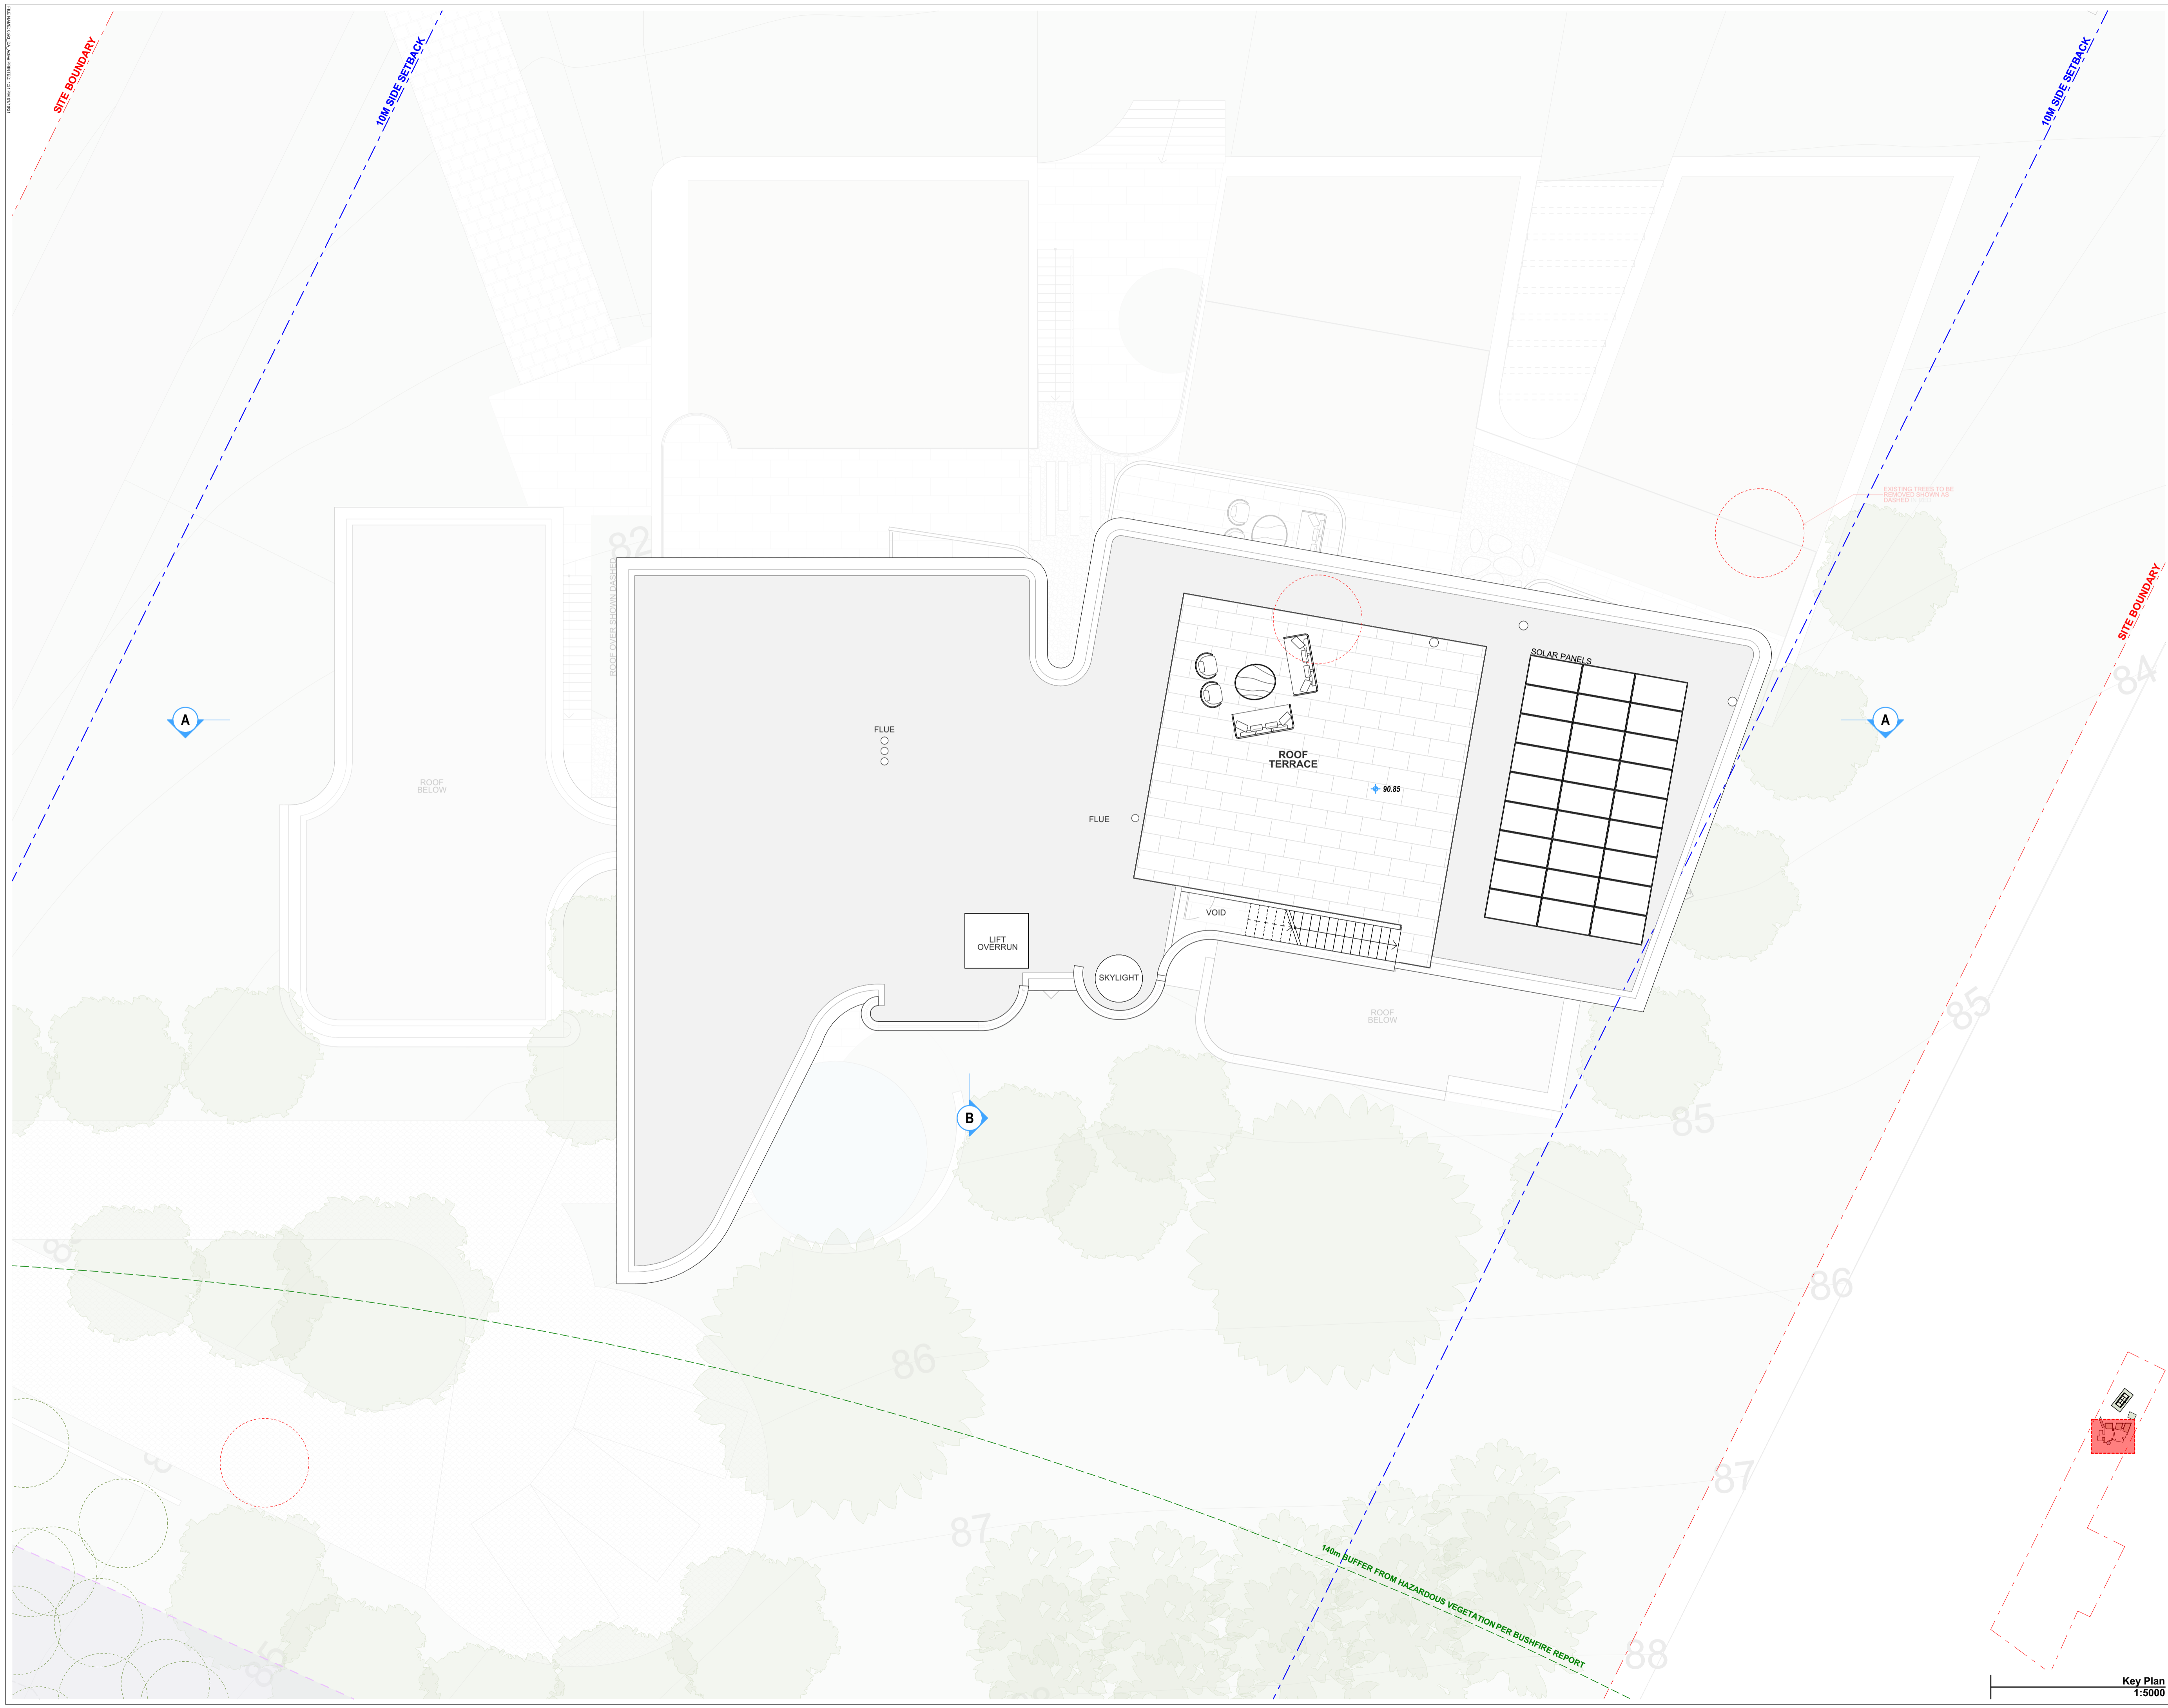 SITE BOUNDARY
10M SIDE SETBACK
10M SIDE SETBACK
EXISTING TREES TO BE
REMOVED SHOWN AS
DASHED
82
ROOF OVER SHOWN DASHED
SITE BOUNDARY
84
SOLAR PANELS
A
A
FLUE
ROOF
TERRACE
ROOF
BELOW
90.85
FLUE
VOID
LIFT
OVERRUN
SKYLIGHT
ROOF
BELOW
85
B
85
86
86
87
87
140m BUFFER FROM HAZARDOUS VEGETATION PER BUSHFIRE REPORT
85
88
Key Plan
1:5000